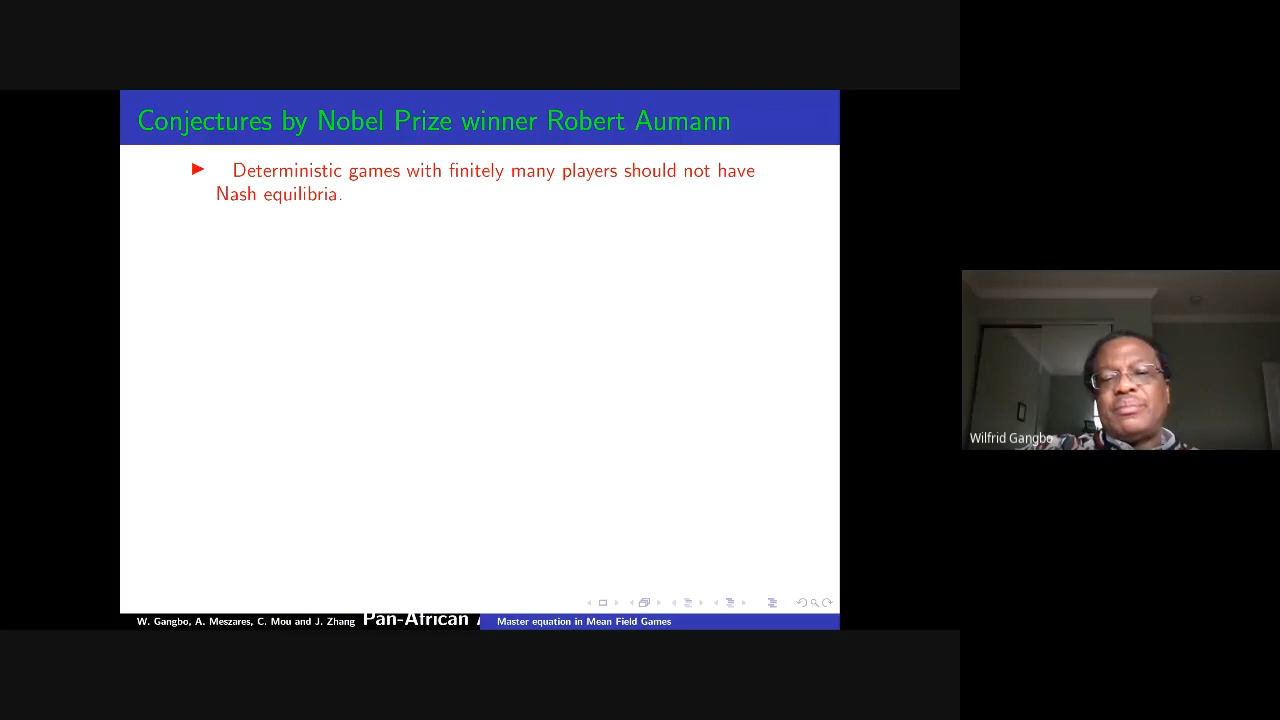 Conjectures by Nobel Prize winner Robert Aumann
Deterministic games with finitely many players should not have
Nash equilibria.
Wilfrid Gangbo
W. Gangbo, A. Meszares, C. Mou and J. Zhang Pan-African Master equation in Mean Field Games